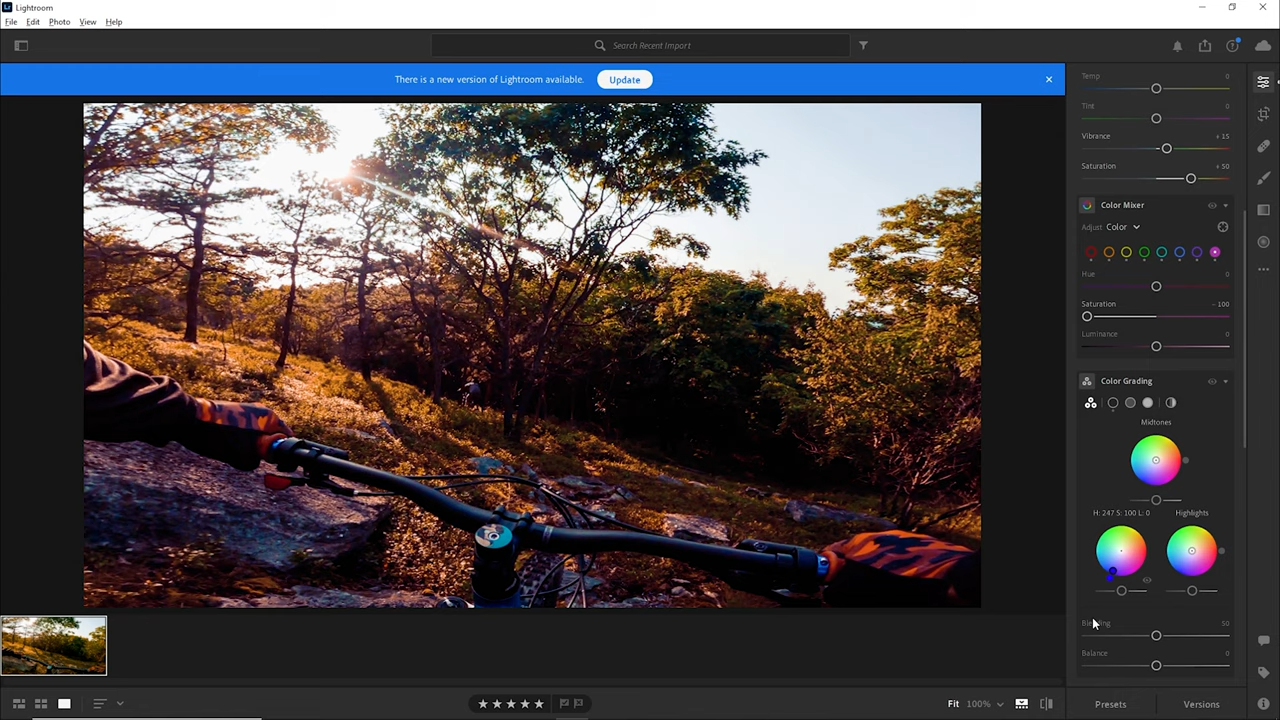 Lightroom
File Edit Photo View Help
Search Recent Import
There is a new version of Lightroom available. Update
Temp 0
Tint 0
Vibrance + 15
Saturation + 50
Color Mixer
Adjust Color
Hue 0
Saturation - 100
Luminance 0
Color Grading
Midtones
H: 247 S: 100 L: 0 Highlights
Blending 50
Balance 0
Fit 100%
Presets Versions